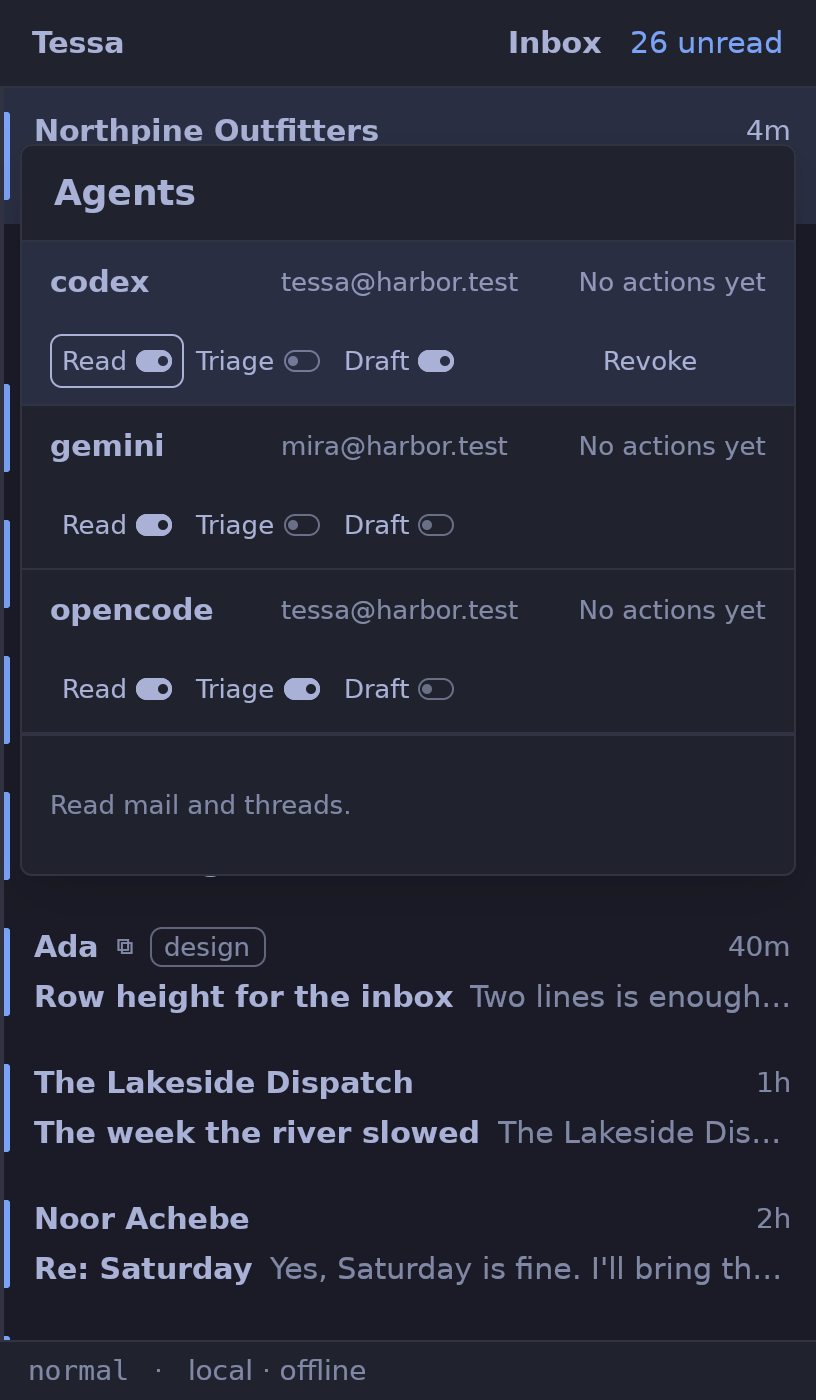 Tessa Inbox 26 unread
Northpine Outfitters 4m
Agents
codex tessa@harbor.test No actions yet
Read Triage Draft Revoke
gemini mira@harbor.test No actions yet
Read Triage Draft
opencode tessa@harbor.test No actions yet
Read Triage Draft
Read mail and threads.
Ada design 40m
Row height for the inbox Two lines is enough…
The Lakeside Dispatch 1h
The week the river slowed The Lakeside Dis…
Noor Achebe 2h
Re: Saturday Yes, Saturday is fine. I'll bring th…
normal · local · offline